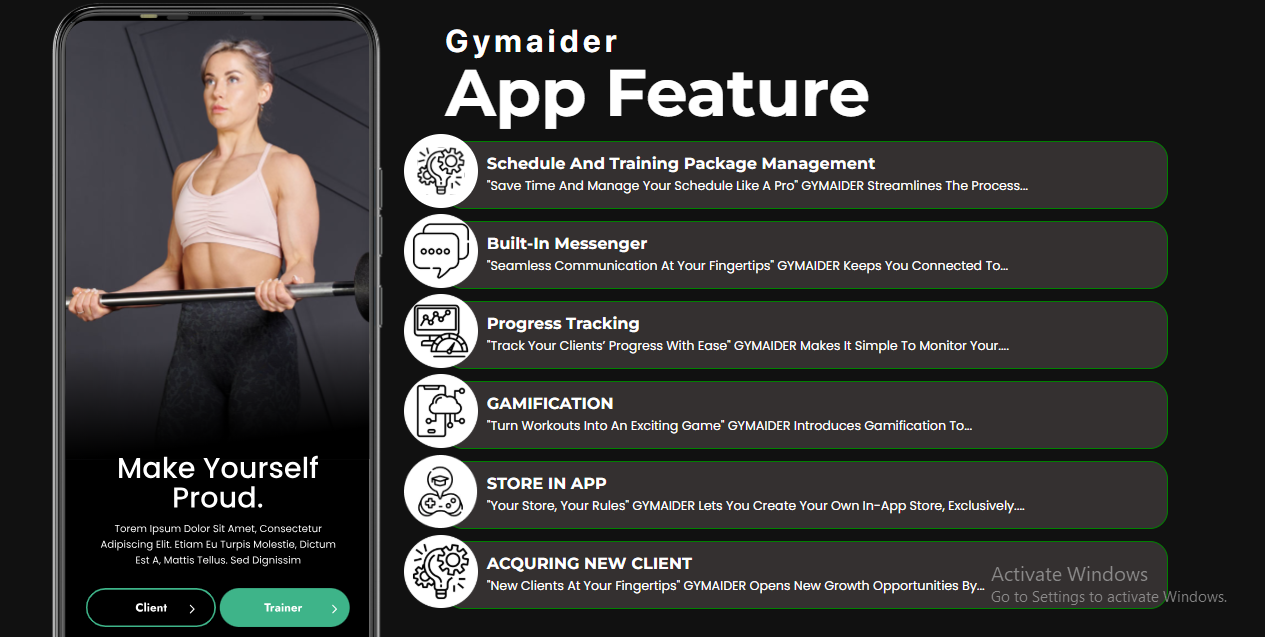 Gymaider
App Feature
Schedule And Training Package Management
"Save Time And Manage Your Schedule Like A Pro" GYMAIDER Streamlines The Process...
Built-In Messenger
"Seamless Communication At Your Fingertips" GYMAIDER Keeps You Connected To...
Progress Tracking
"Track Your Clients’ Progress With Ease" GYMAIDER Makes It Simple To Monitor Your....
GAMIFICATION
"Turn Workouts Into An Exciting Game" GYMAIDER Introduces Gamification To...
STORE IN APP
"Your Store, Your Rules" GYMAIDER Lets You Create Your Own In-App Store, Exclusively....
ACQURING NEW CLIENT
"New Clients At Your Fingertips" GYMAIDER Opens New Growth Opportunities By...
Make Yourself
Proud.
Torem Ipsum Dolor Sit Amet, Consectetur
Adipiscing Elit. Etiam Eu Turpis Molestie, Dictum
Est A, Mattis Tellus. Sed Dignissim
Client
Trainer
Activate Windows
Go to Settings to activate Windows.